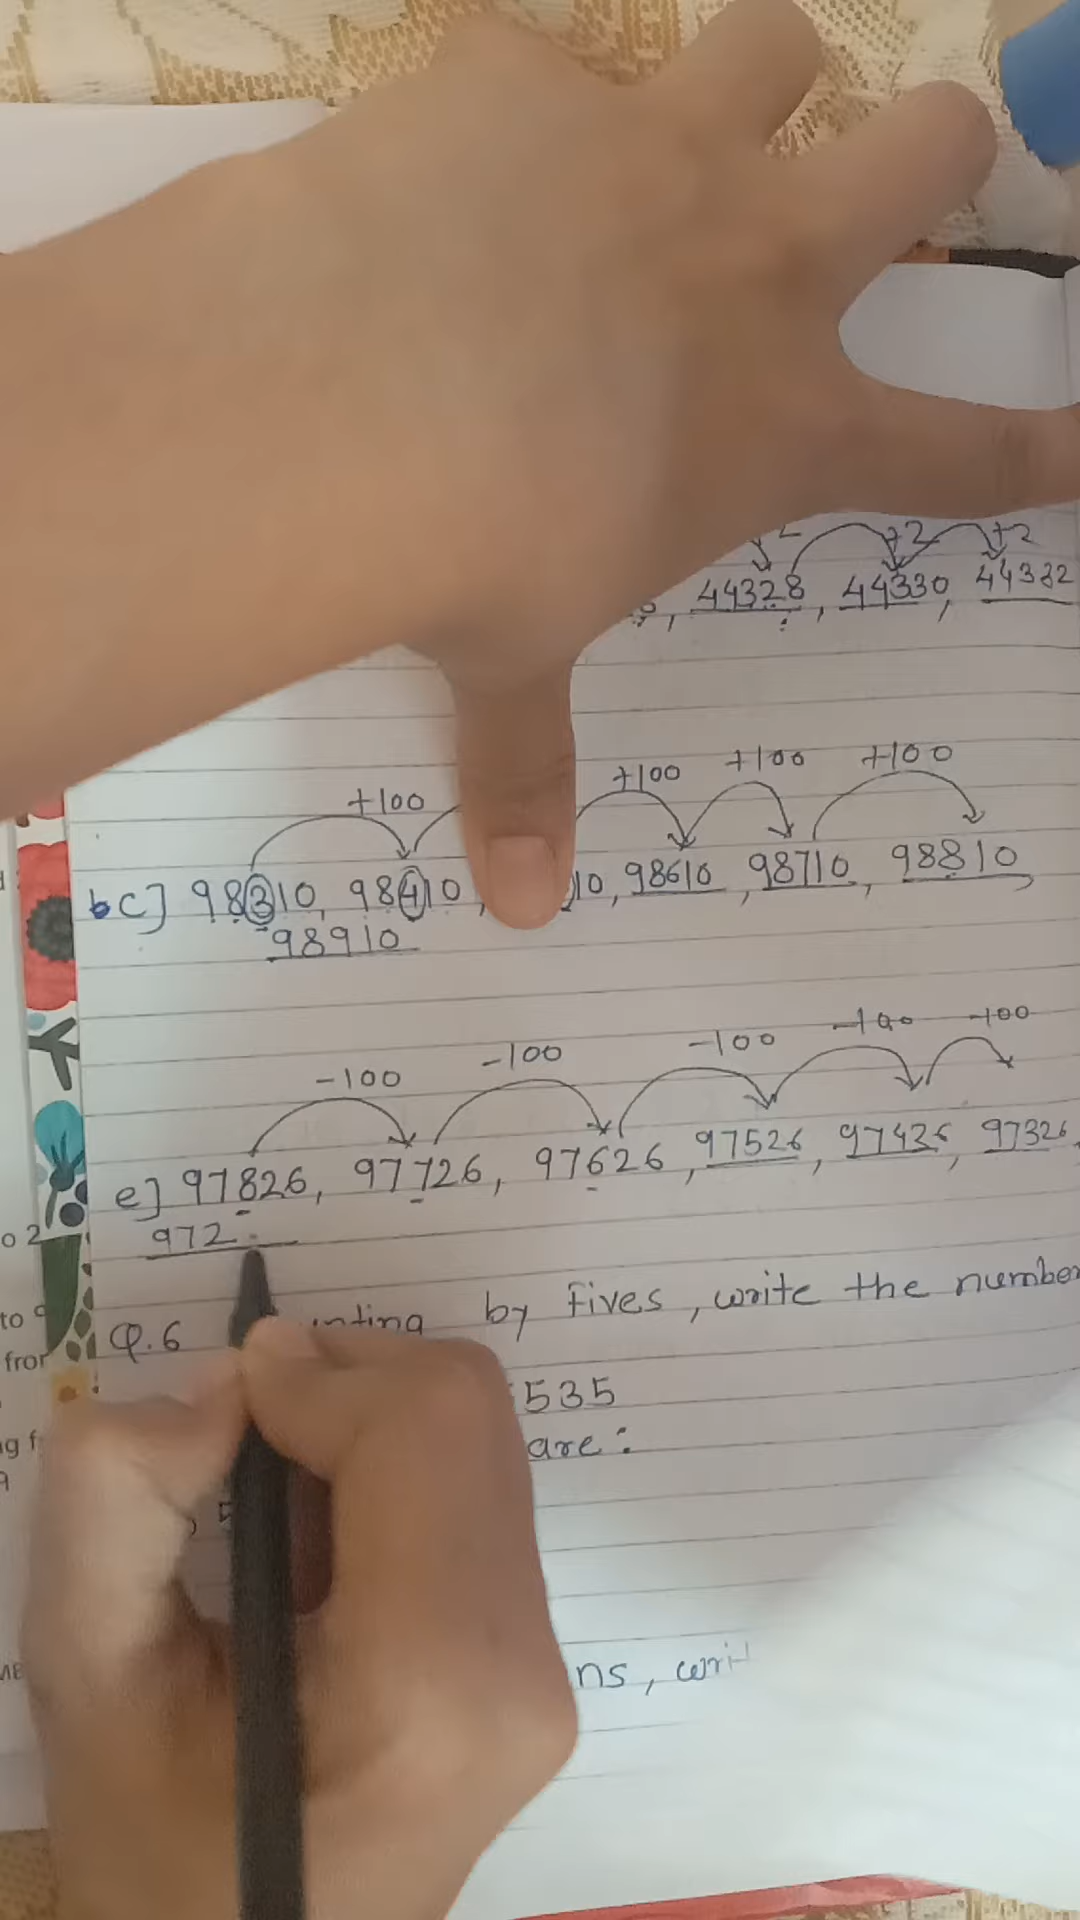 +2 +2
44328, 44330, 44332
+100 +100 +100 +100
bc] 98310, 98410, 10, 98610, 98710, 98810,
98910
-100 -100 -100 -100 -100
e] 97826, 97726, 97626, 97526, 97426, 97326,
972
Q.6 unting by fives, write the number
535
are:
ns, writ